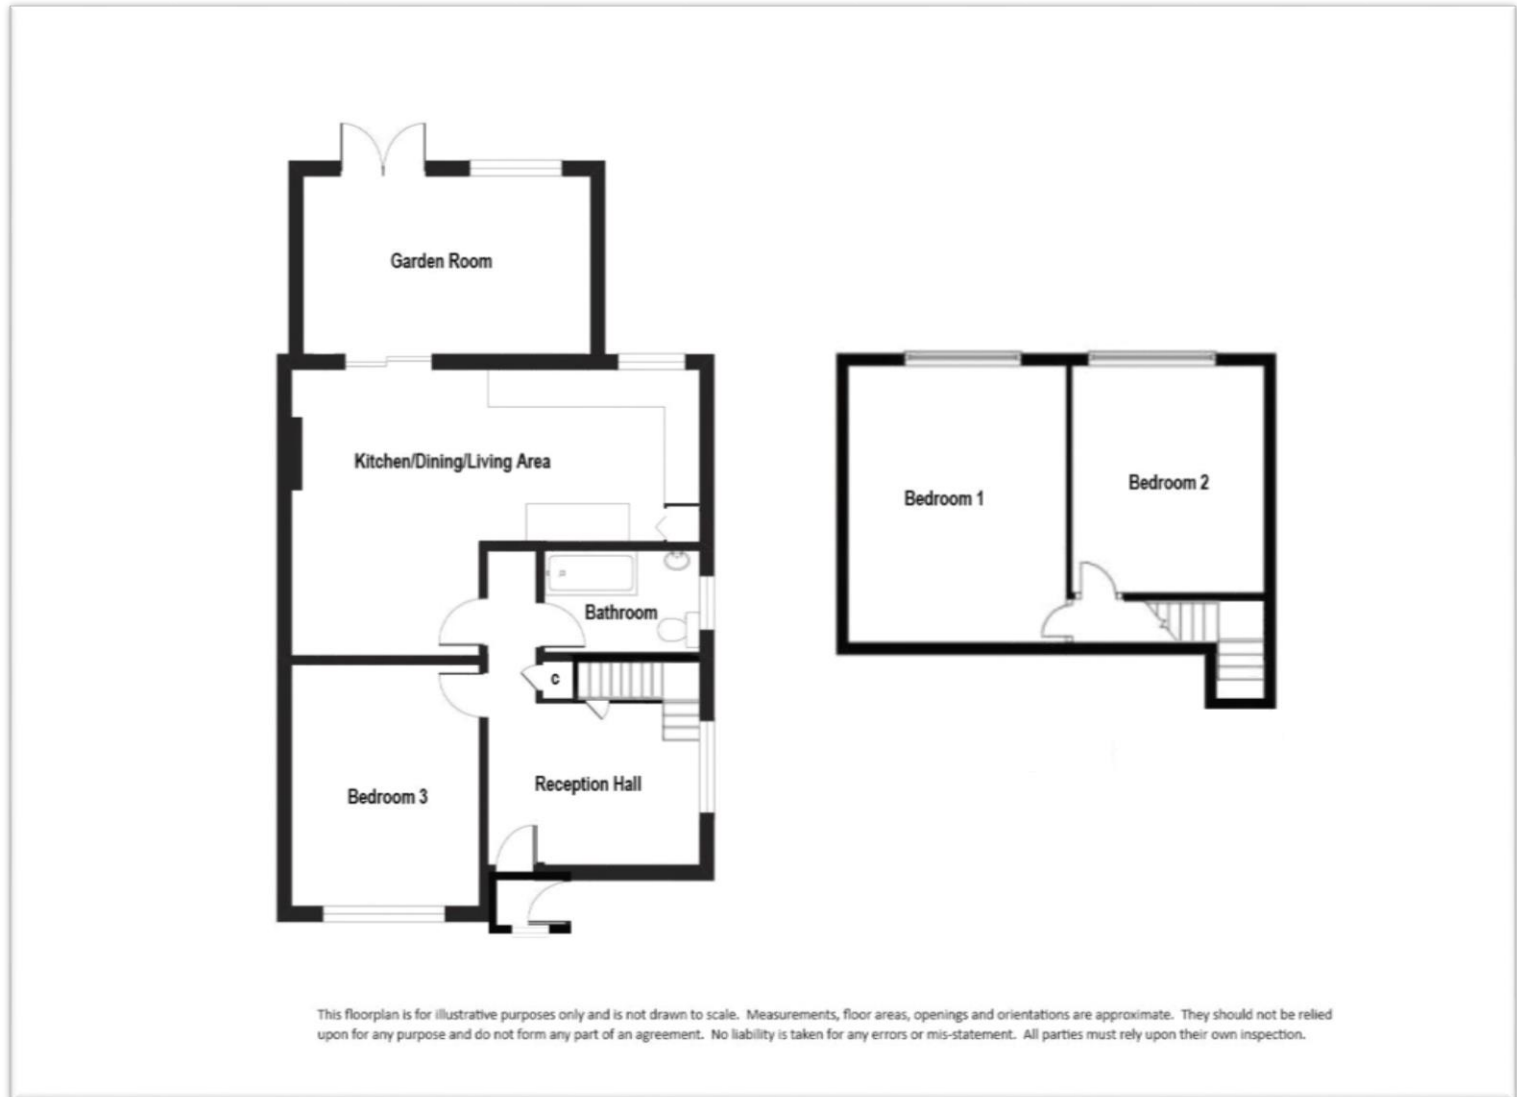 Garden Room
Kitchen/Dining/Living Area
Bathroom
C
Reception Hall
Bedroom 3
Bedroom 1
Bedroom 2
This floorplan is for illustrative purposes only and is not drawn to scale. Measurements, floor areas, openings and orientations are approximate. They should not be relied
upon for any purpose and do not form any part of an agreement. No liability is taken for any errors or mis-statement. All parties must rely upon their own inspection.